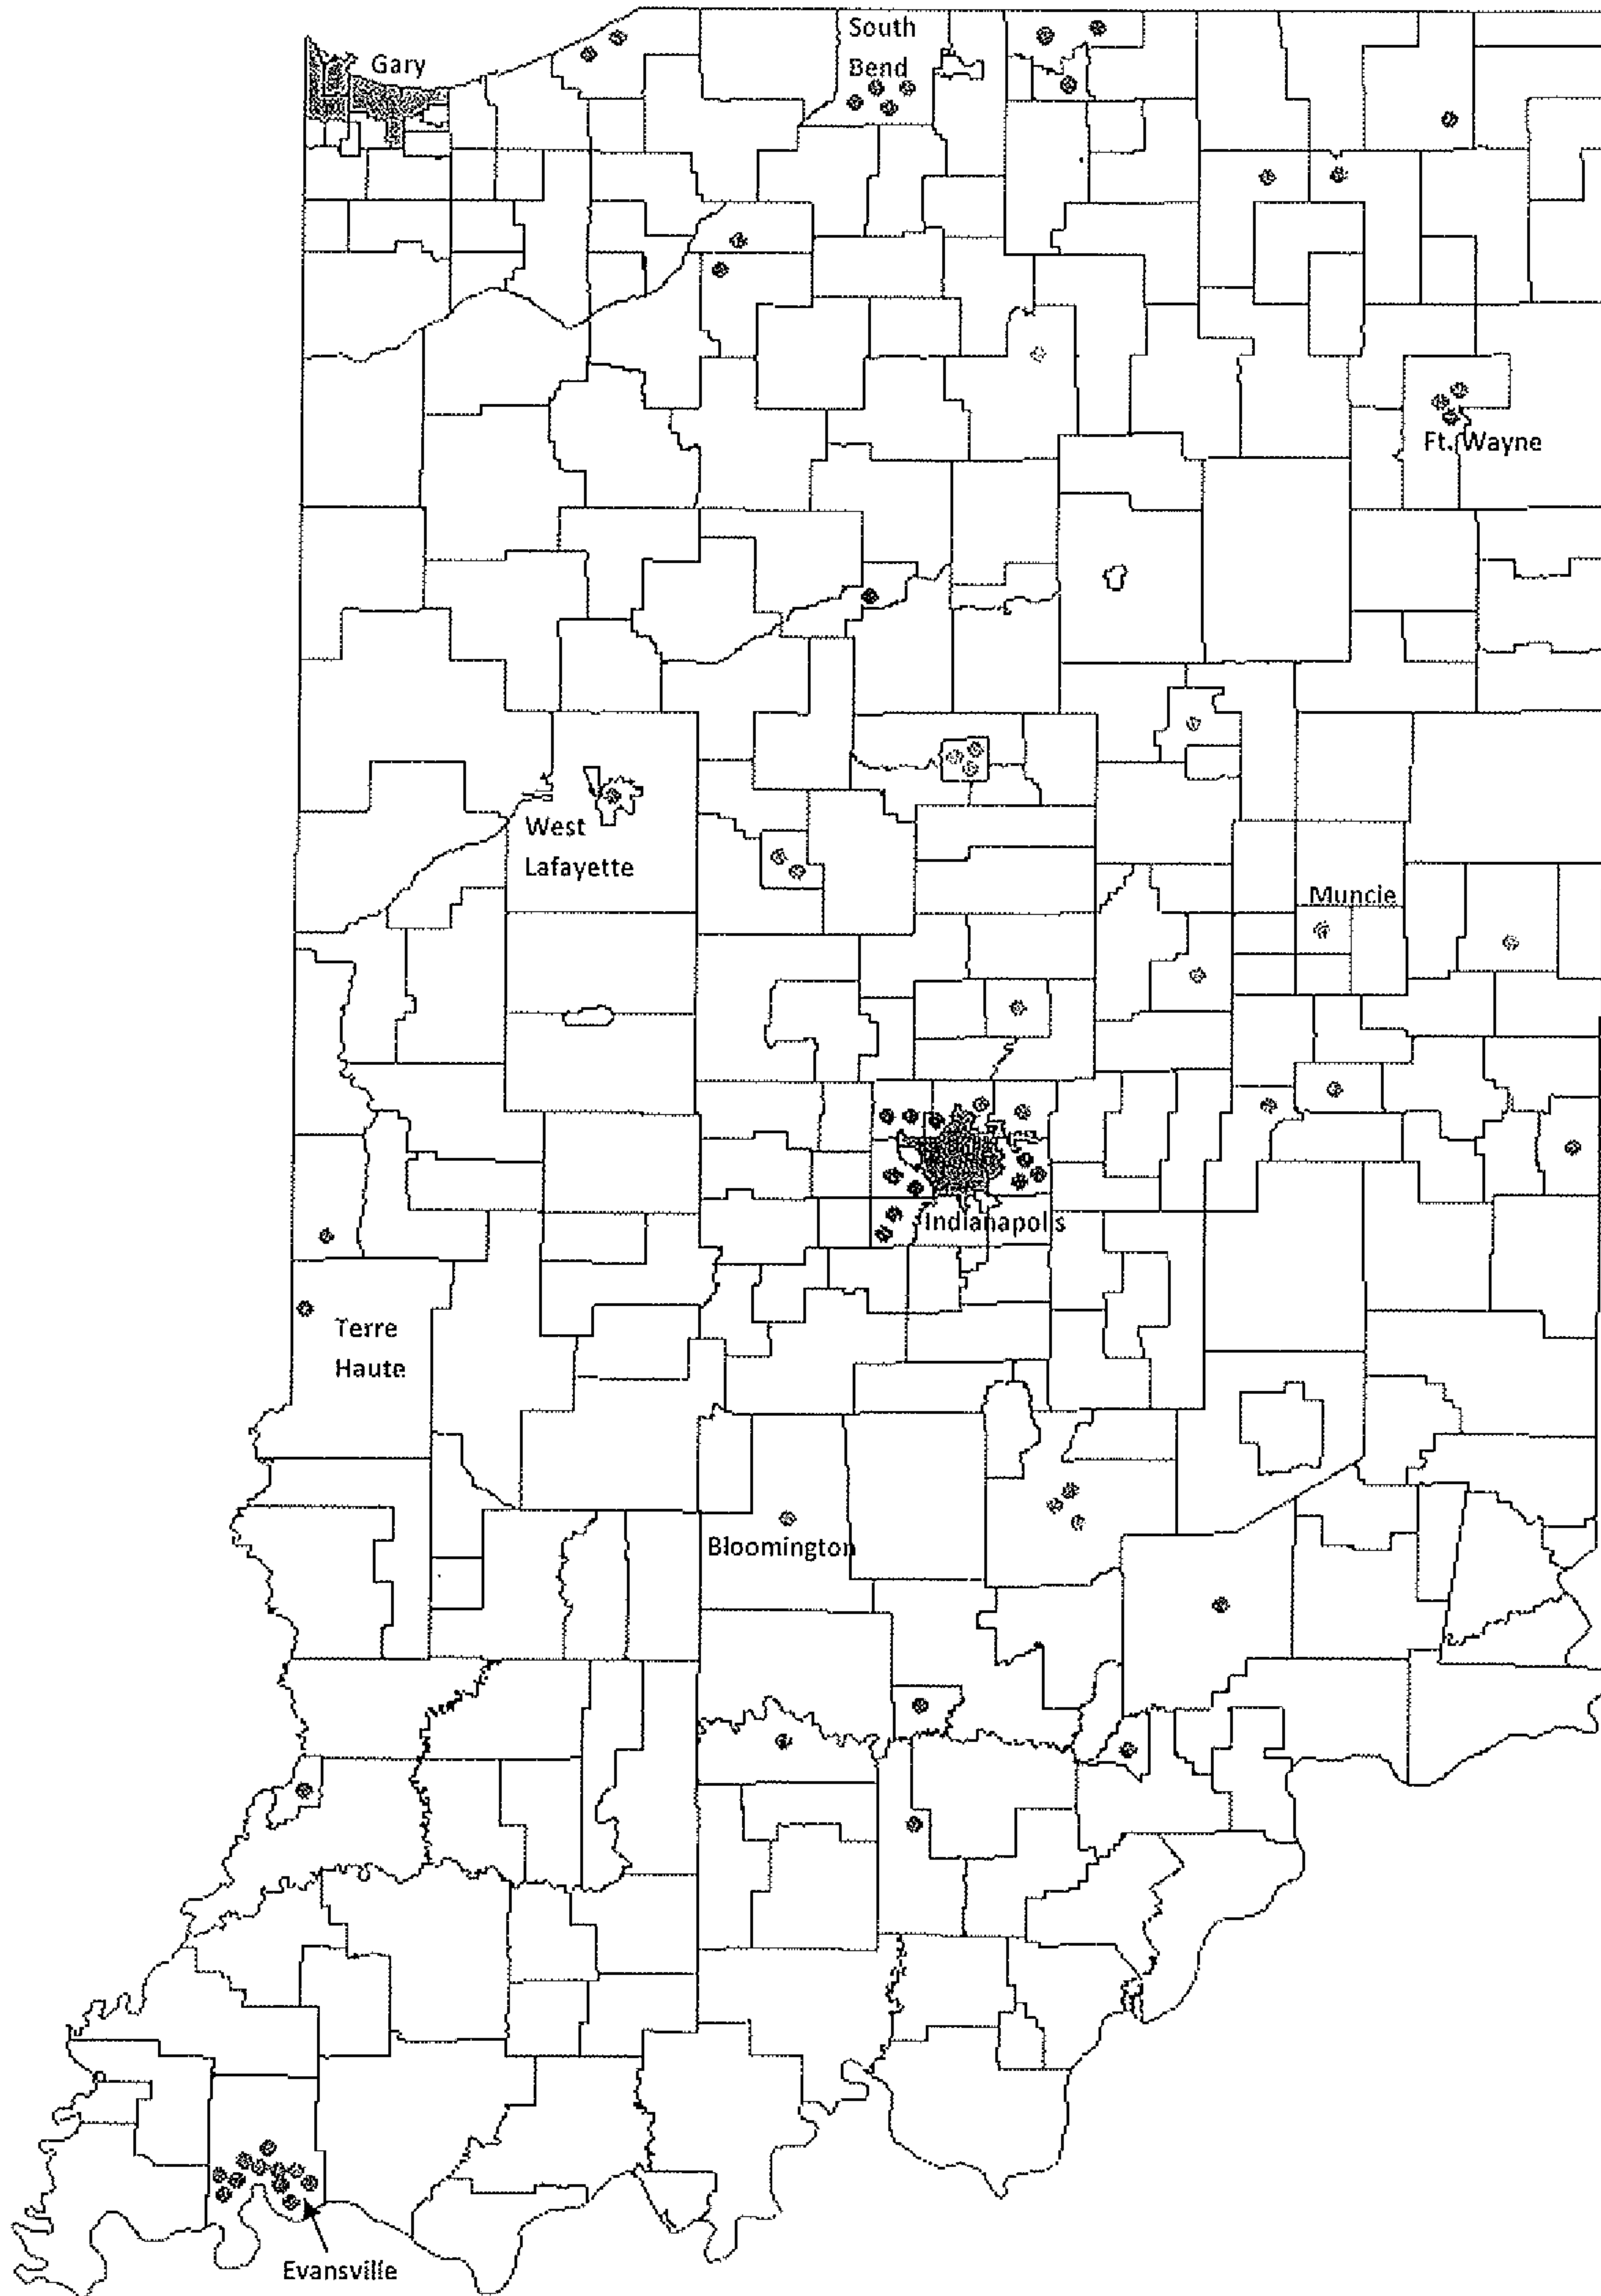 South
Bend
Gary
Ft. Wayne
West
Lafayette
Muncie
Indianapolis
Terre
Haute
Bloomington
Evansville